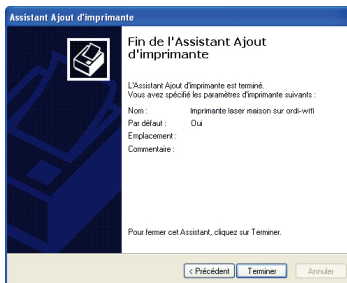 Assistant Ajout d'imprimante
Fin de l'Assistant Ajout
d'imprimante
L'Assistant Ajout d'imprimante est terminé.
Vous avez spécifié les paramètres d'imprimante suivants :
Nom : Imprimante laser maison sur ordi-wifi
Par défaut : Oui
Emplacement :
Commentaire :
Pour fermer cet Assistant, cliquez sur Terminer.
< Précédent Terminer Annuler